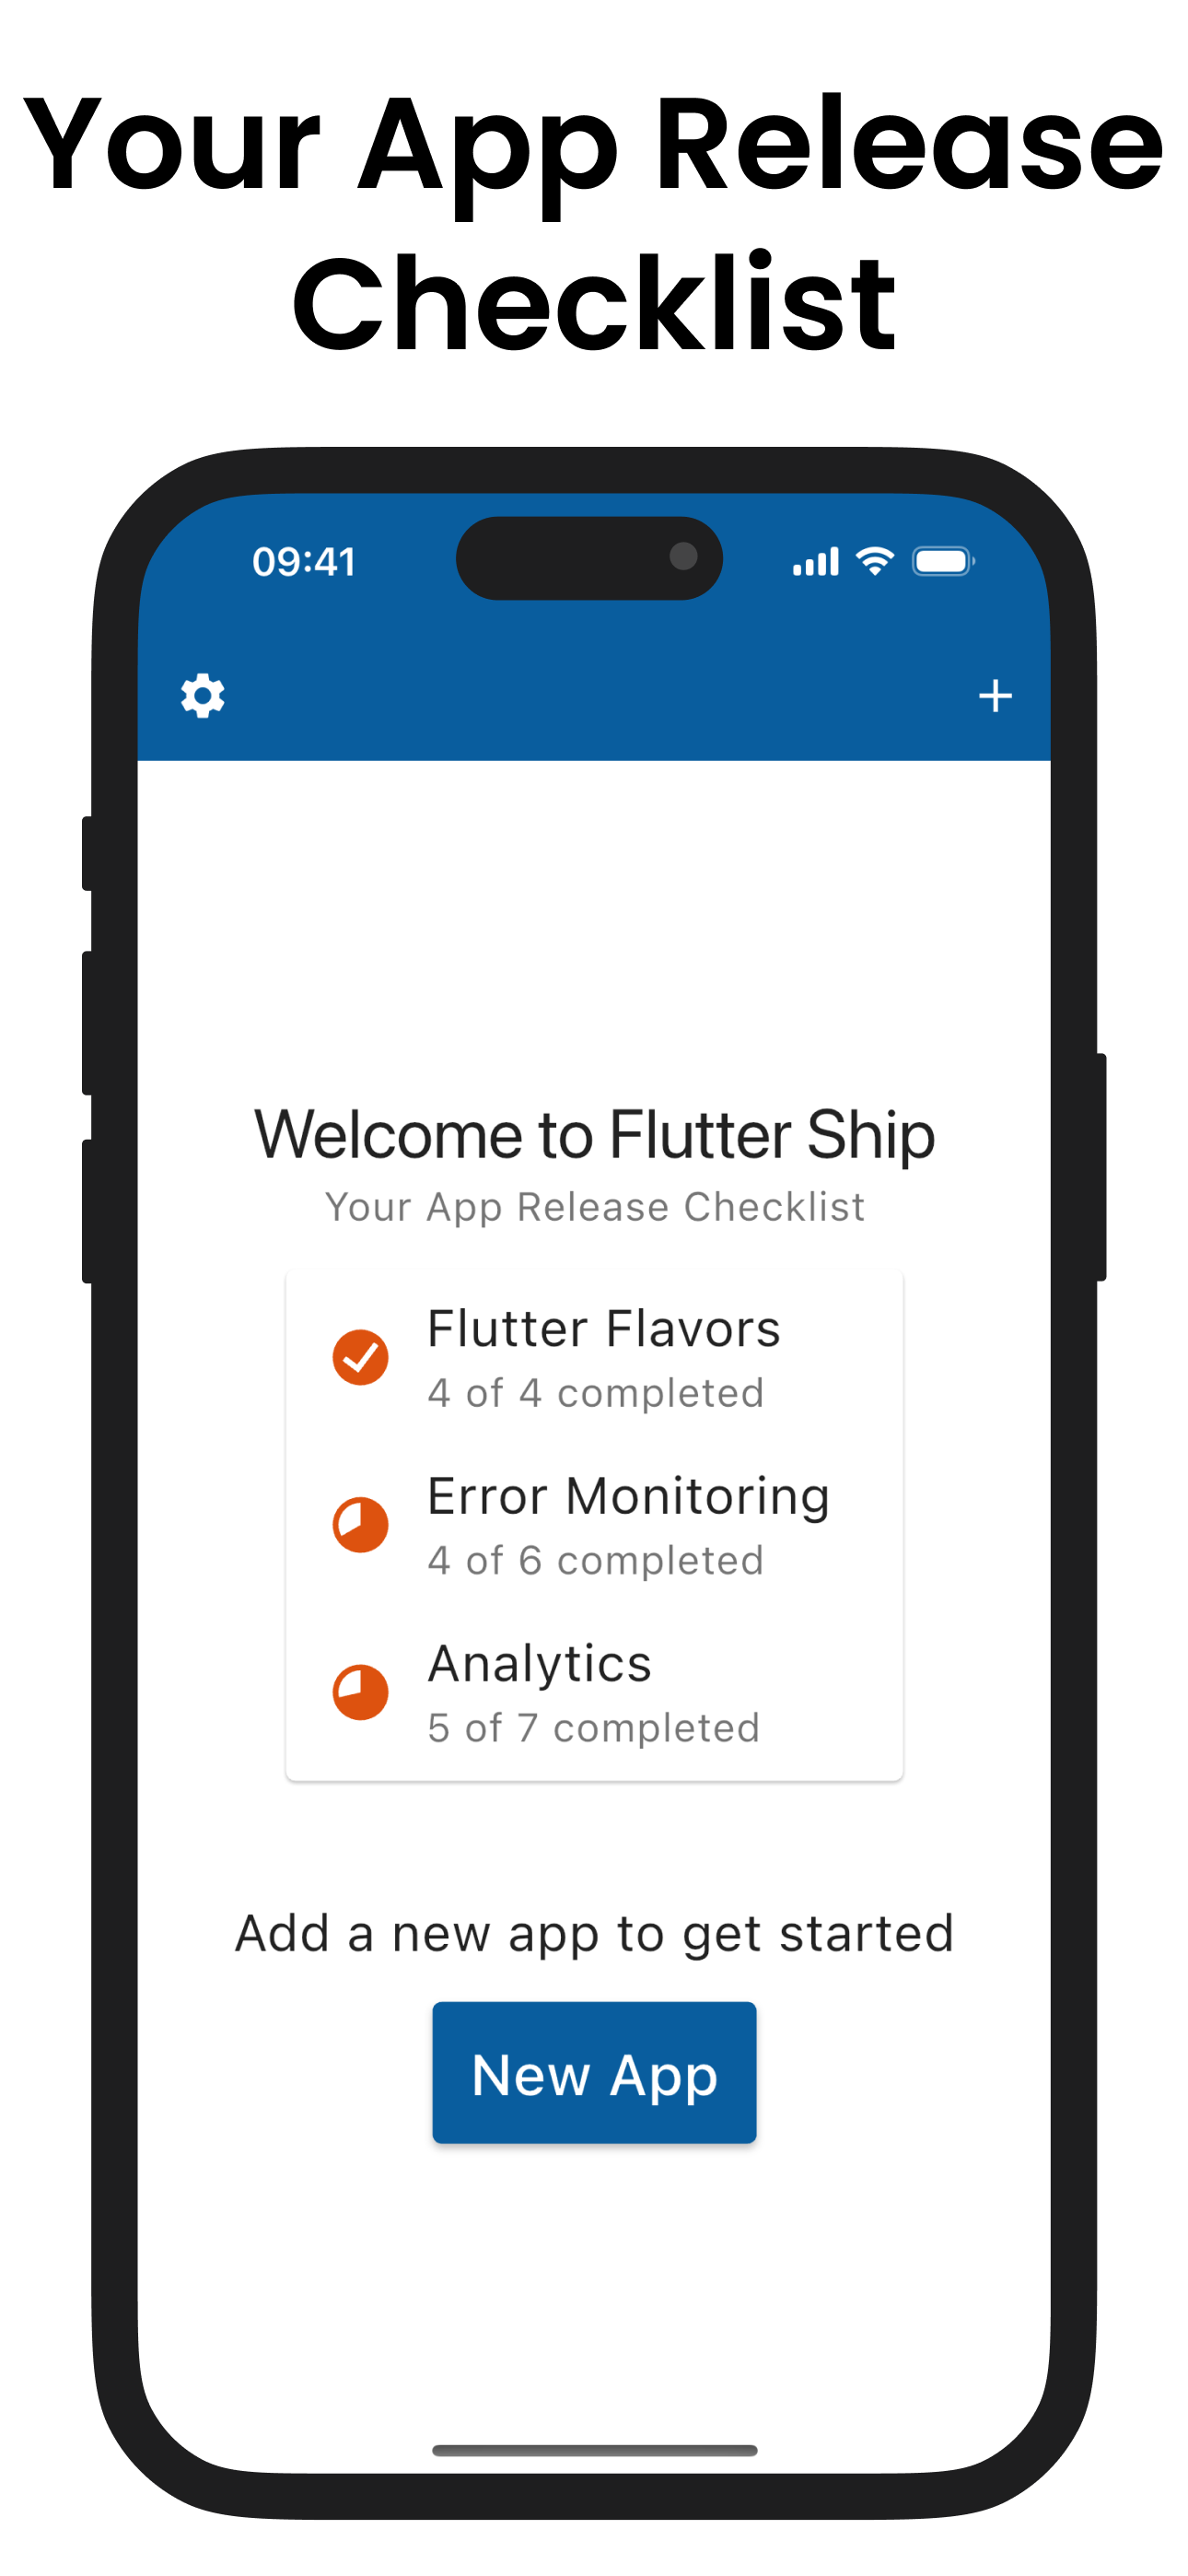 Your App Release
Checklist
09:41
Welcome to Flutter Ship
Your App Release Checklist
Flutter Flavors
4 of 4 completed
Error Monitoring
4 of 6 completed
Analytics
5 of 7 completed
Add a new app to get started
New App